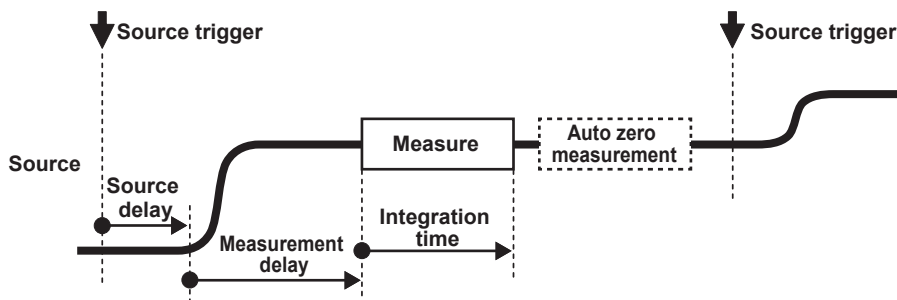 Source trigger
Source trigger
Measure
Auto zero
measurement
Source
Source
delay
Integration
time
Measurement
delay